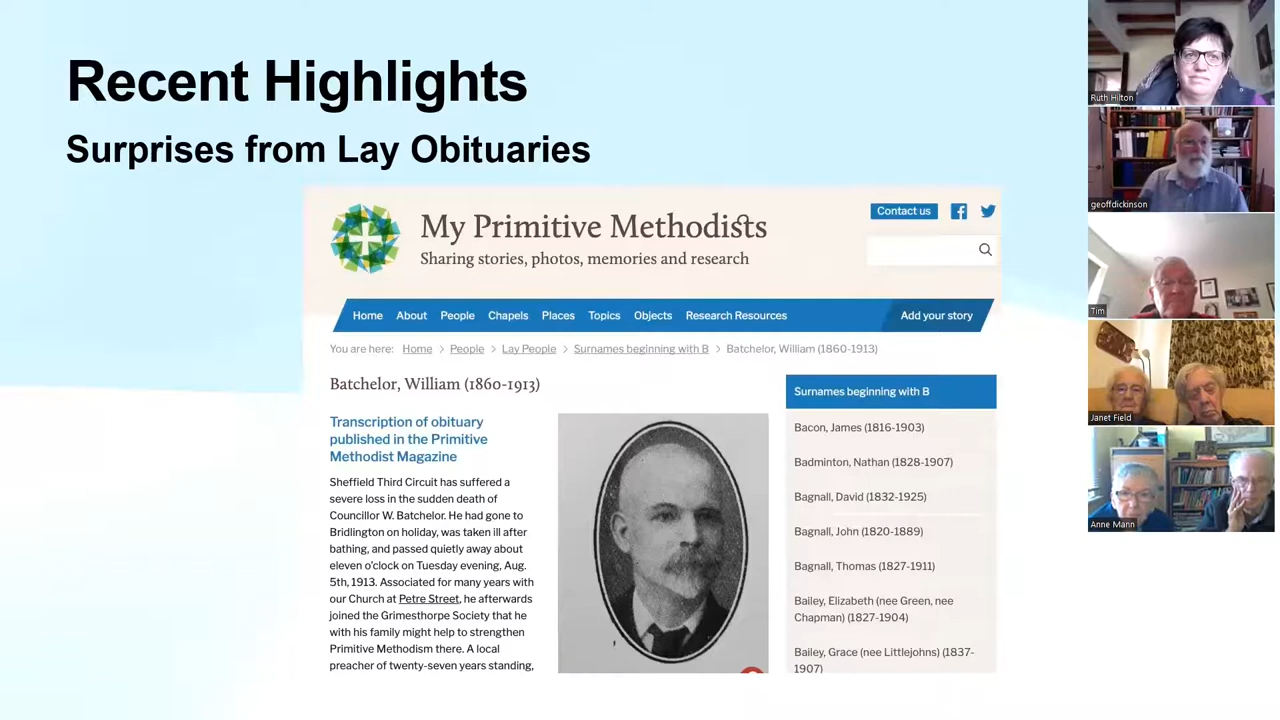 Recent Highlights
Surprises from Lay Obituaries
My Primitive Methodists
Sharing stories, photos, memories and research
Contact us
Home About People Chapels Places Topics Objects Research Resources Add your story
You are here: Home > People > Lay People > Surnames beginning with B > Batchelor, William (1860-1913)
Batchelor, William (1860-1913)
Transcription of obituary
published in the Primitive
Methodist Magazine
Sheffield Third Circuit has suffered a
severe loss in the sudden death of
Councillor W. Batchelor. He had gone to
Bridlington on holiday, was taken ill after
bathing, and passed quietly away about
eleven o'clock on Tuesday evening, Aug.
5th, 1913. Associated for many years with
our Church at Petre Street, he afterwards
joined the Grimesthorpe Society that he
with his family might help to strengthen
Primitive Methodism there. A local
preacher of twenty-seven years standing,
Surnames beginning with B
Bacon, James (1816-1903)
Badminton, Nathan (1828-1907)
Bagnall, David (1832-1925)
Bagnall, John (1820-1889)
Bagnall, Thomas (1827-1911)
Bailey, Elizabeth (nee Green, nee
Chapman) (1827-1904)
Bailey, Grace (nee Littlejohns) (1837-
1907)
Ruth Hilton
geoffdickinson
Tim
Janet Field
Anne Mann